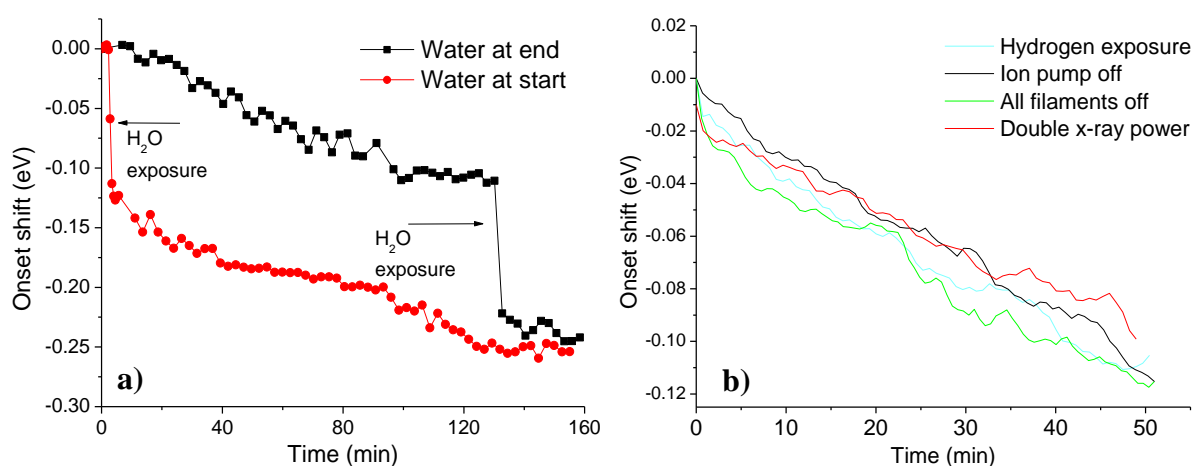 0.00
-0.05
-0.10
-0.15
-0.20
-0.25
-0.30
Onset shift (eV)
Water at end
Water at start
H2O
exposure
H2O
exposure
a)
0
40
80
120
160
Time (min)
0.00
-0.02
-0.04
-0.06
-0.08
-0.10
-0.12
Onset shift (eV)
Hydrogen exposure
Ion pump off
All filaments off
Double x-ray power
b)
0
10
20
30
40
50
Time (min)